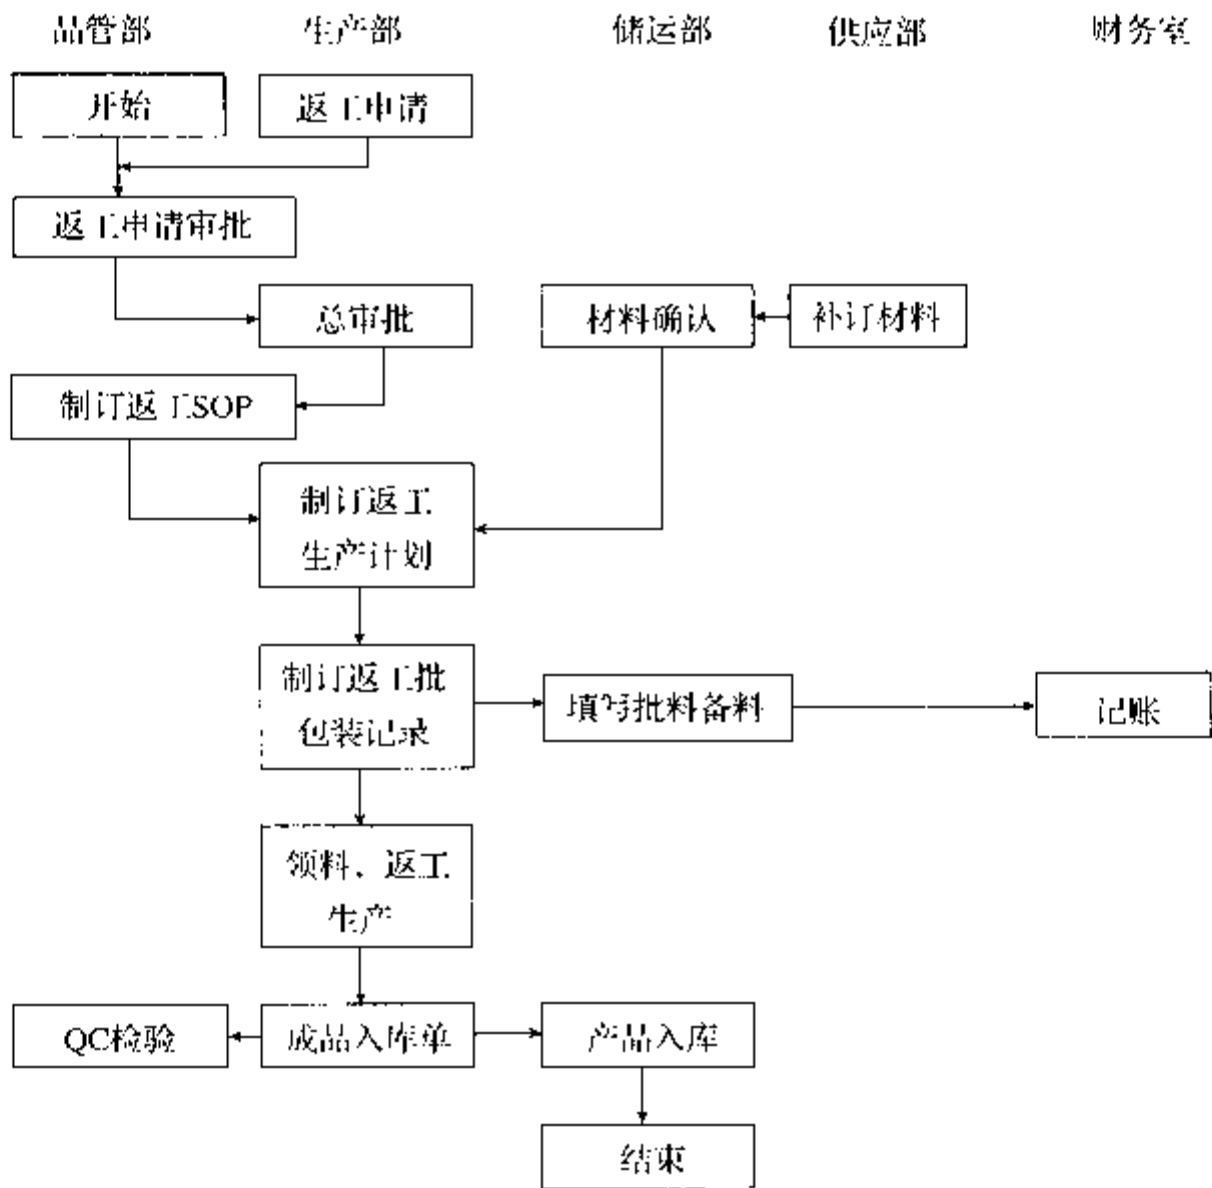 品管部 生产部 储运部 供应部 财务室
开始 返工申请
返工申请审批
总审批 材料确认 补订材料
制订返工SOP
制订返工
生产计划
制订返工批
包装记录
填写批料备料 记账
领料、返工
生产
QC检验 成品入库单 产品入库
结束